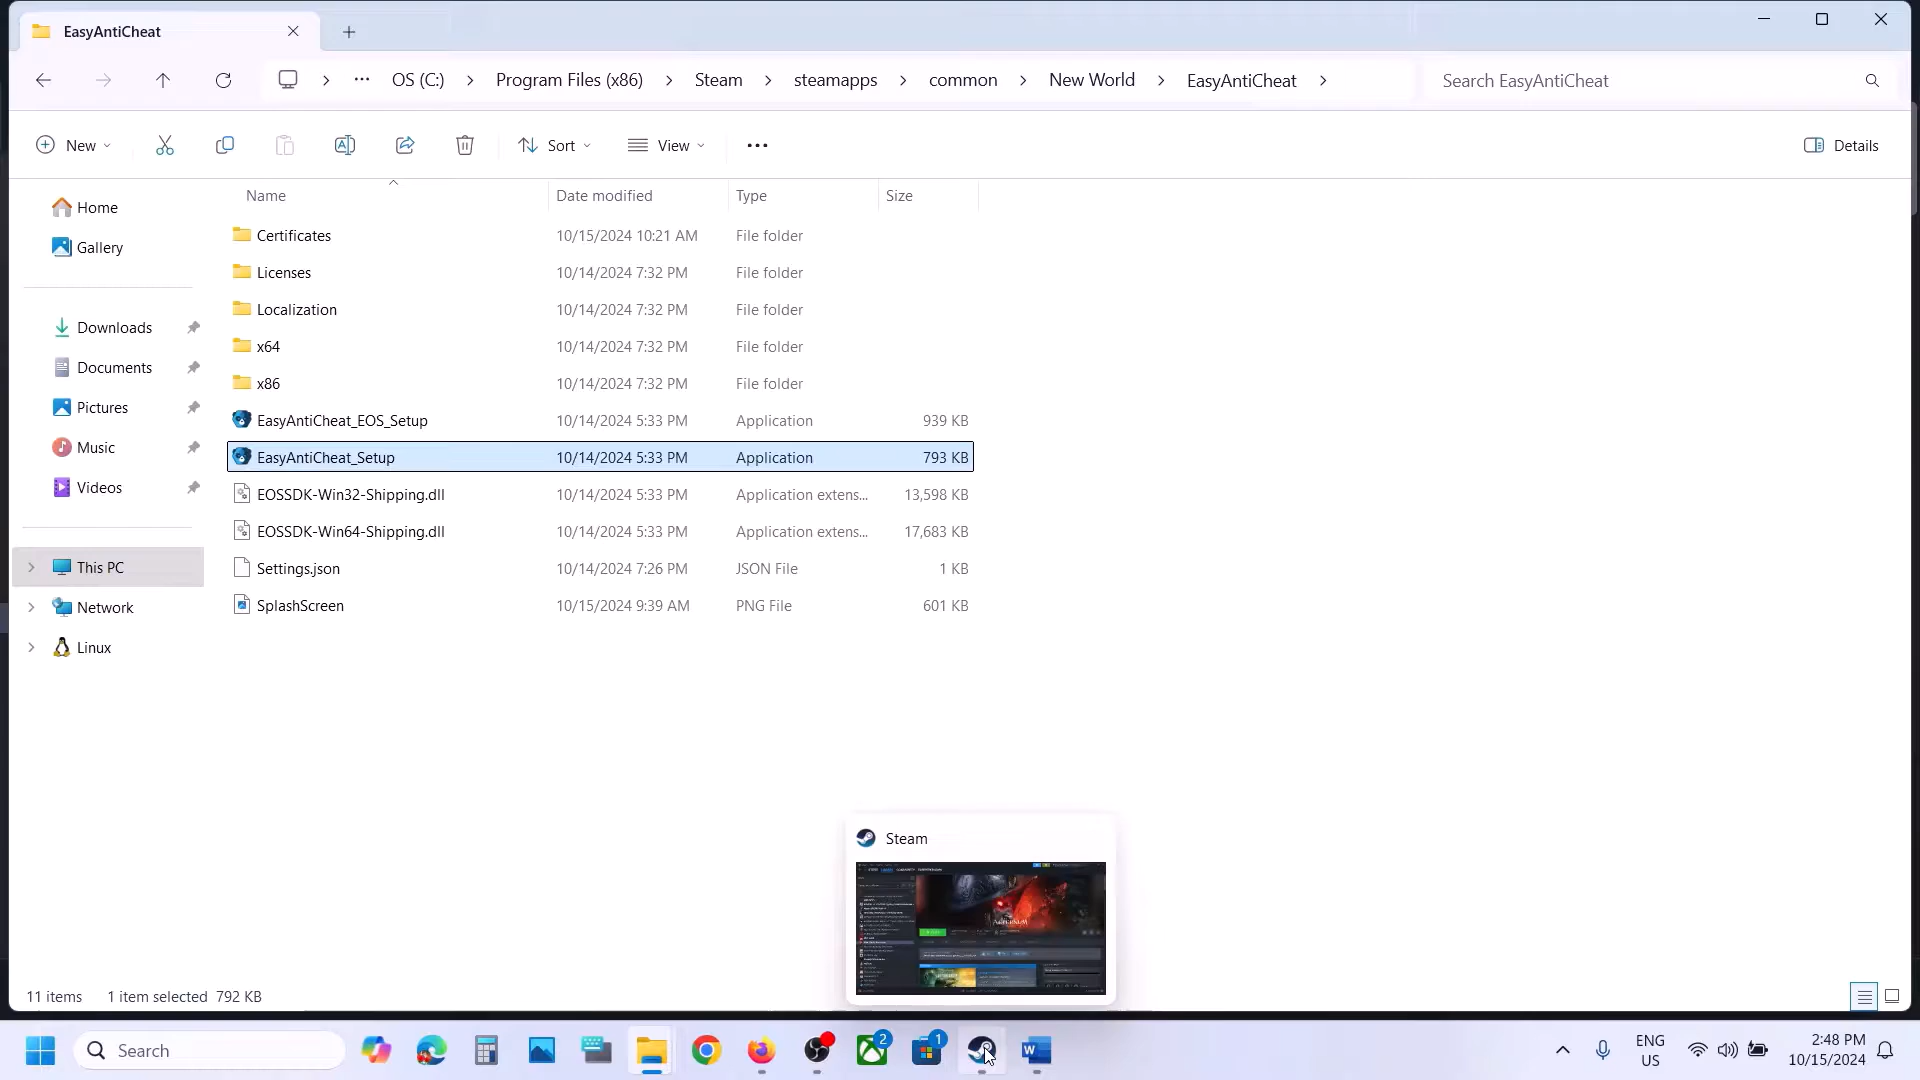 EasyAntiCheat
OS (C:) Program Files (x86) Steam steamapps common New World EasyAntiCheat
Search EasyAntiCheat
New Sort View Details
Name Date modified Type Size
Home
Gallery
Downloads
Documents
Pictures
Music
Videos
This PC
Network
Linux
Certificates 10/15/2024 10:21 AM File folder
Licenses 10/14/2024 7:32 PM File folder
Localization 10/14/2024 7:32 PM File folder
x64 10/14/2024 7:32 PM File folder
x86 10/14/2024 7:32 PM File folder
EasyAntiCheat_EOS_Setup 10/14/2024 5:33 PM Application 939 KB
EasyAntiCheat_Setup 10/14/2024 5:33 PM Application 793 KB
EOSSDK-Win32-Shipping.dll 10/14/2024 5:33 PM Application extens... 13,598 KB
EOSSDK-Win64-Shipping.dll 10/14/2024 5:33 PM Application extens... 17,683 KB
Settings.json 10/14/2024 7:26 PM JSON File 1 KB
SplashScreen 10/15/2024 9:39 AM PNG File 601 KB
Steam
11 items 1 item selected 792 KB
Search
2
1
ENG
US
2:48 PM
10/15/2024